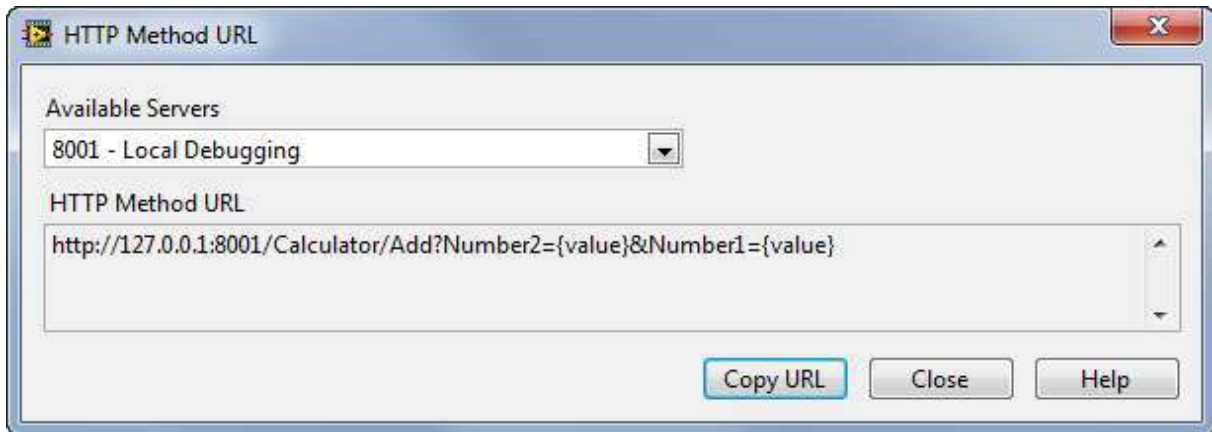 HTTP Method URL
Available Servers
8001 - Local Debugging
HTTP Method URL
http://127.0.0.1:8001/Calculator/Add?Number2={value}&Number1={value}
Copy URL Close Help